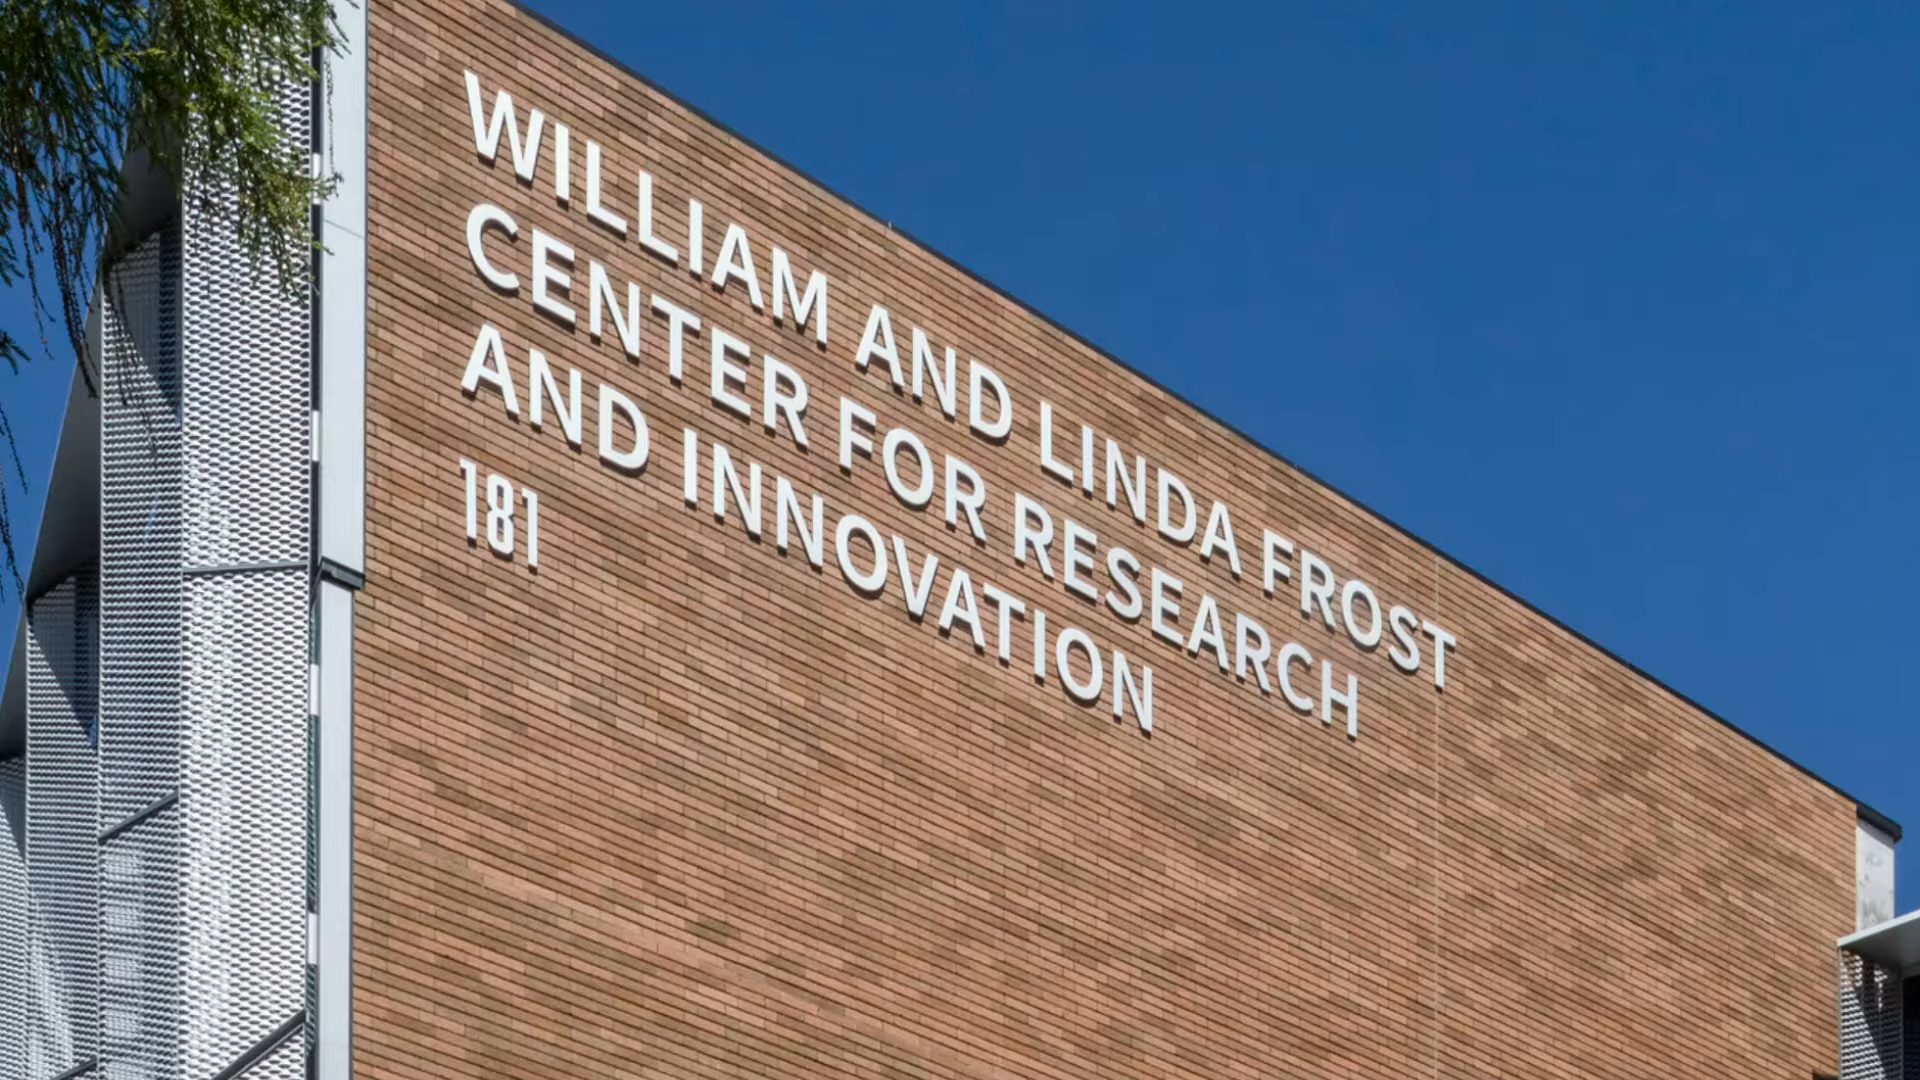 WILLIAM AND LINDA FROST
CENTER FOR RESEARCH
AND INNOVATION
181